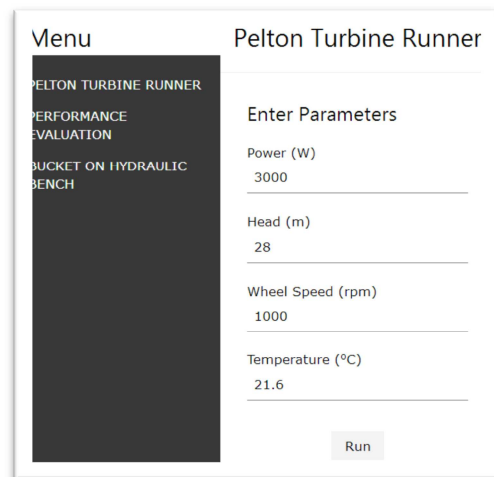 Menu
PELTON TURBINE RUNNER
PERFORMANCE
EVALUATION
BUCKET ON HYDRAULIC
BENCH
Pelton Turbine Runner
Enter Parameters
Power (W)
3000
Head (m)
28
Wheel Speed (rpm)
1000
Temperature (°C)
21.6
Run